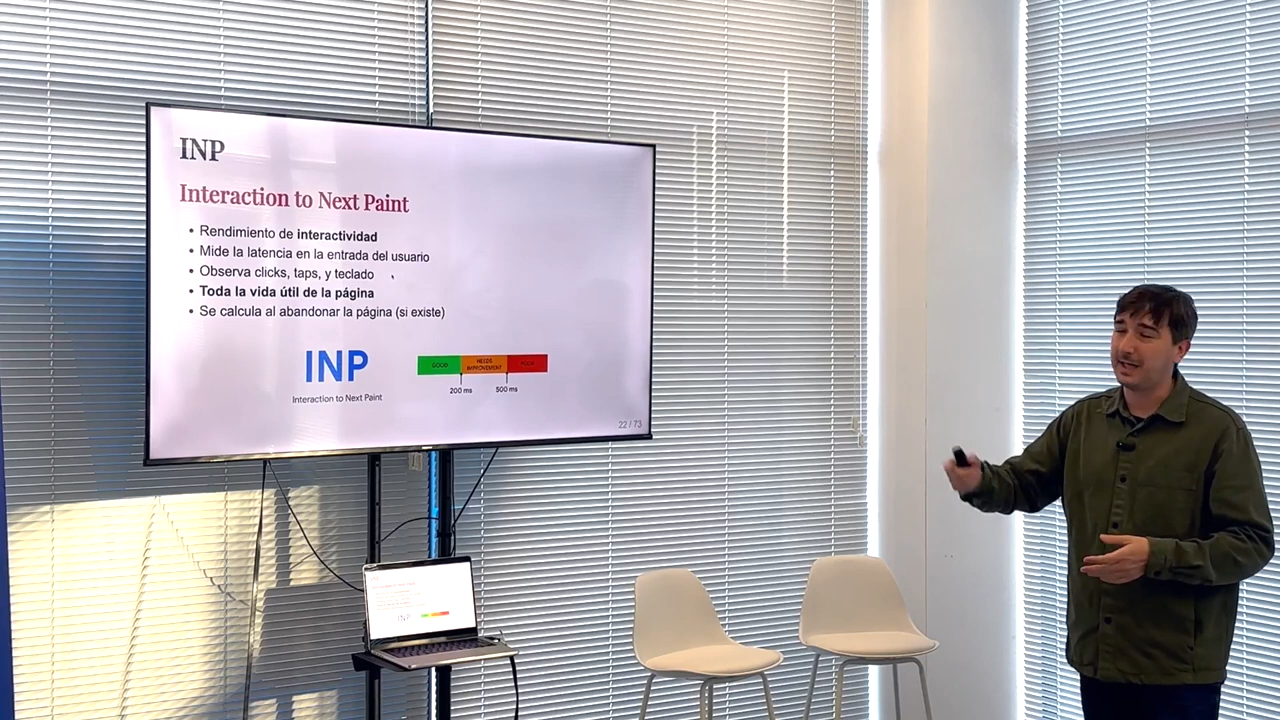 INP
Interaction to Next Paint
• Rendimiento de interactividad
• Mide la latencia en la entrada del usuario
• Observa clicks, taps, y teclado
• Toda la vida útil de la página
• Se calcula al abandonar la página (si existe)
INP
Interaction to Next Paint
GOOD
NEEDS
IMPROVEMENT
POOR
200 ms
500 ms
22 / 73
INP